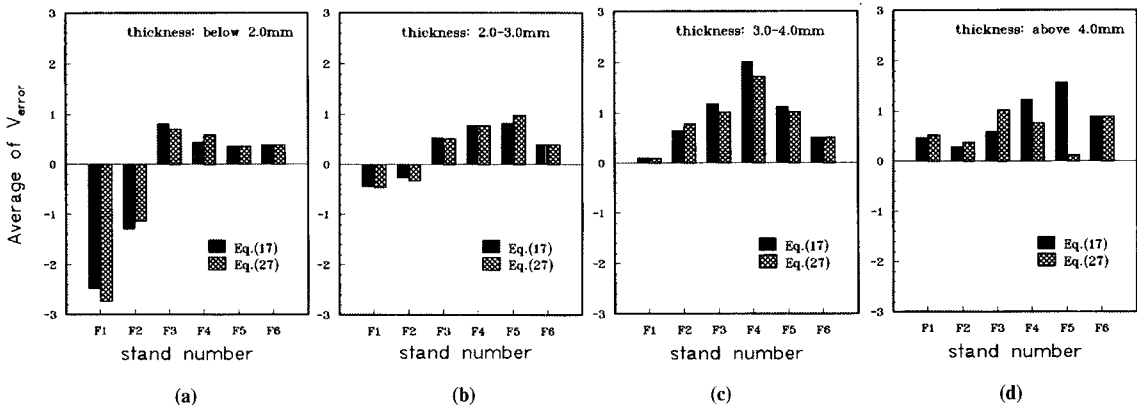 Average of V_error
3
2
1
0
-1
-2
-3
thickness: below 2.0mm
Eq.(17)
Eq.(27)
F1 F2 F3 F4 F5 F6
stand number
(a)
3
2
1
0
-1
-2
-3
thickness: 2.0-3.0mm
Eq.(17)
Eq.(27)
F1 F2 F3 F4 F5 F6
stand number
(b)
3
2
1
0
-1
-2
-3
thickness: 3.0-4.0mm
Eq.(17)
Eq.(27)
F1 F2 F3 F4 F5 F6
stand number
(c)
3
2
1
0
-1
-2
-3
thickness: above 4.0mm
Eq.(17)
Eq.(27)
F1 F2 F3 F4 F5 F6
stand number
(d)